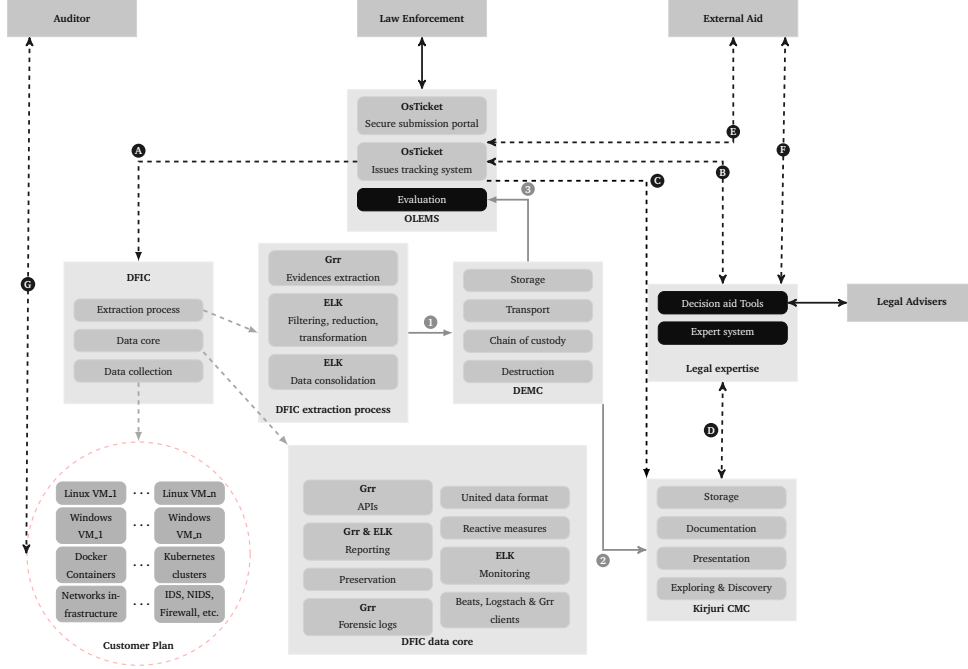 Auditor
Law Enforcement
External Aid
OsTicket
Secure submission portal
OsTicket
Issues tracking system
Evaluation
OLEMS
A
B
C
E
F
G
3
DFIC
Extraction process
Data core
Data collection
Grr
Evidences extraction
ELK
Filtering, reduction,
transformation
ELK
Data consolidation
DFIC extraction process
1
Storage
Transport
Chain of custody
Destruction
DEMC
Decision aid Tools
Expert system
Legal expertise
Legal Advisers
D
2
Linux VM_1
...
Linux VM_n
Windows
VM_1
...
Windows
VM_n
Docker
Containers
...
Kubernetes
clusters
Networks in-
frastructure
...
IDS, NIDS,
Firewall, etc.
Customer Plan
Grr
APIs
Grr & ELK
Reporting
Preservation
Grr
Forensic logs
United data format
Reactive measures
ELK
Monitoring
Beats, Logstach & Grr
clients
DFIC data core
Storage
Documentation
Presentation
Exploring & Discovery
Kirjuri CMC